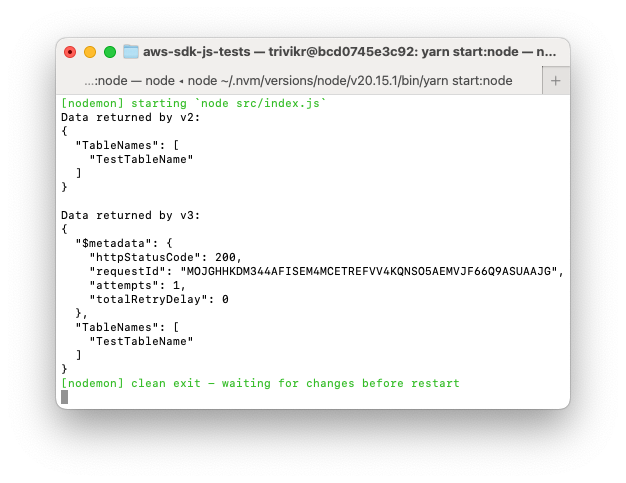 aws-sdk-js-tests — trivikr@bcd0745e3c92: yarn start:node — n...
...:node — node ◂ node ~/.nvm/versions/node/v20.15.1/bin/yarn start:node
+
[nodemon] starting `node src/index.js`
Data returned by v2:
{
  "TableNames": [
    "TestTableName"
  ]
}

Data returned by v3:
{
  "$metadata": {
    "httpStatusCode": 200,
    "requestId": "MOJGHHKDM344AFISEM4MCETREFVV4KQNSO5AEMVJF66Q9ASUAAJG",
    "attempts": 1,
    "totalRetryDelay": 0
  },
  "TableNames": [
    "TestTableName"
  ]
}
[nodemon] clean exit – waiting for changes before restart